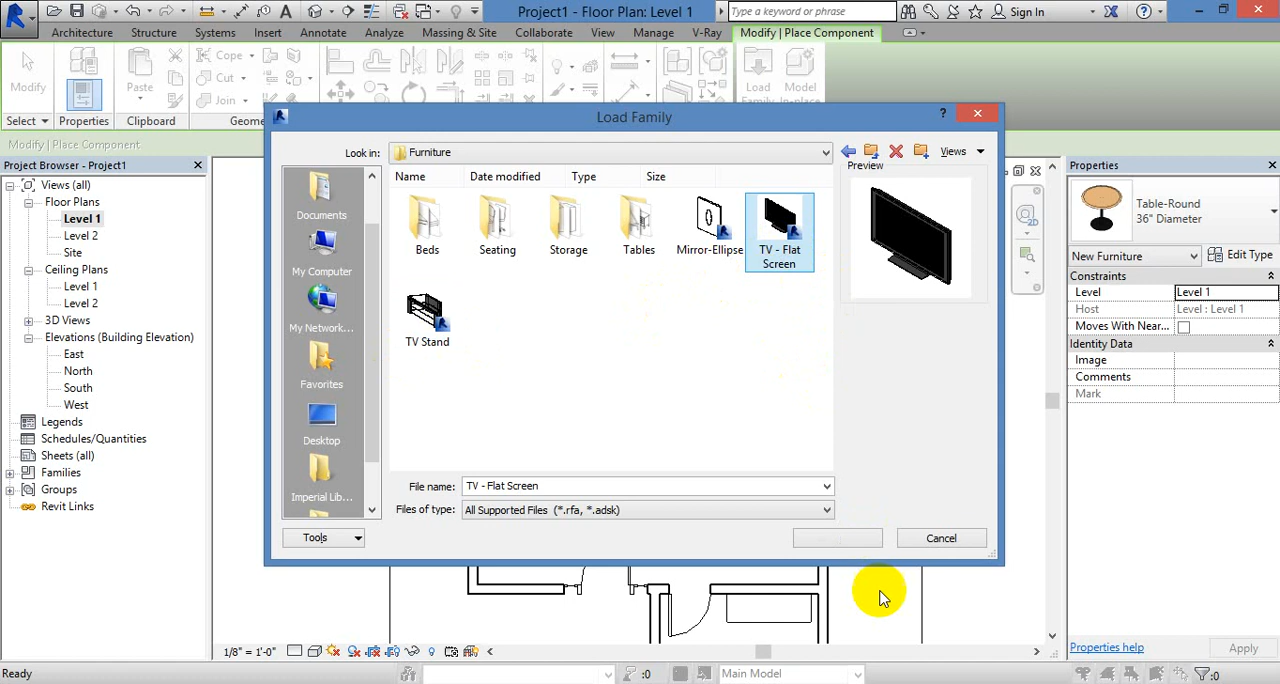 Project1 - Floor Plan: Level 1
Type a keyword or phrase
Sign In
Architecture
Structure
Systems
Insert
Annotate
Analyze
Massing & Site
Collaborate
View
Manage
V-Ray
Modify | Place Component
Modify
Paste
Cope
Cut
Join
Load
Family
Model
In-place
Select
Properties
Clipboard
Geome
Modify | Place Component
Load Family
Project Browser - Project1
Views (all)
Floor Plans
Level 1
Level 2
Site
Ceiling Plans
Level 1
Level 2
3D Views
Elevations (Building Elevation)
East
North
South
West
Legends
Schedules/Quantities
Sheets (all)
Families
Groups
Revit Links
Look in:
Furniture
Views
Preview
Name
Date modified
Type
Size
Documents
My Computer
My Network...
Favorites
Desktop
Imperial Lib...
Beds
Seating
Storage
Tables
Mirror-Ellipse
TV - Flat
Screen
TV Stand
File name:
TV - Flat Screen
Files of type:
All Supported Files (*.rfa, *.adsk)
Tools
Cancel
Properties
Table-Round
36" Diameter
New Furniture
Edit Type
Constraints
Level
Level 1
Host
Level : Level 1
Moves With Near...
Identity Data
Image
Comments
Mark
Properties help
Apply
1/8" = 1'-0"
Ready
:0
Main Model
:0